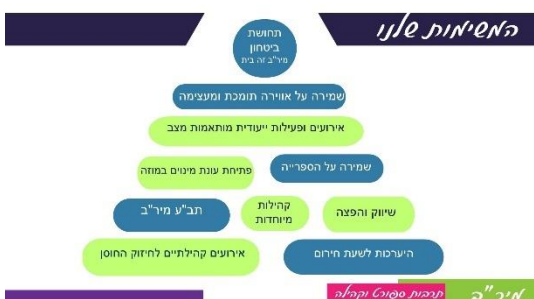 המשימות שלנו
תחושת
ביטחון
מיר"ב זה בית
שמירה על אווירה תומכת ומעצימה
אירועים ופעילות ייעודית מותאמות מצב
שמירה על הספרייה
פתיחת עונת מינוים במוזה
שיווק והפצה
קהילות
מיוחדות
תב"ע מיר"ב
היערכות לשעת חירום
אירועים קהילתיים לחיזוק החוסן
מיר"ב
תרבות ספורט וקהילה